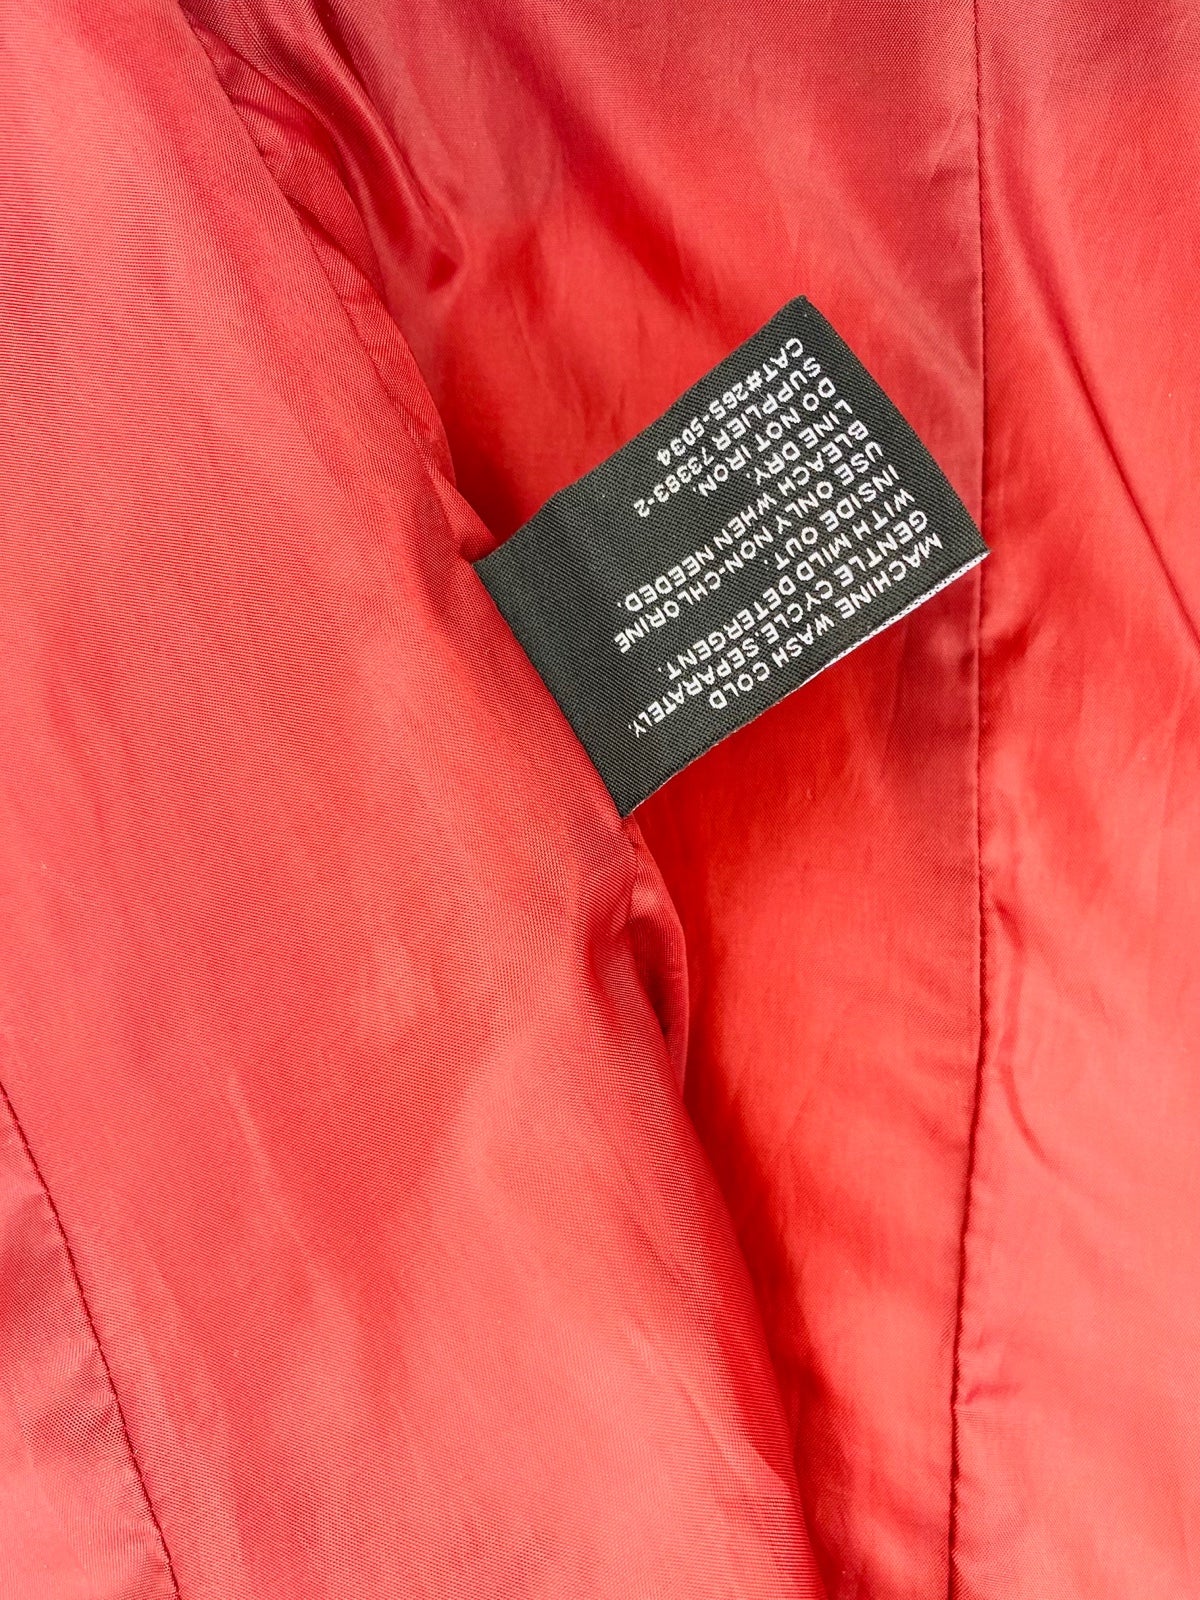 MACHINE WASH COLD
GENTLE CYCLE. SEPARATELY.
WITH MILD DETERGENT.
INSIDE OUT.
USE ONLY NON-CHLORINE
BLEACH WHEN NEEDED.
LINE DRY.
DO NOT IRON.
S SUPPLIER 73383-2
CAT#265-5034